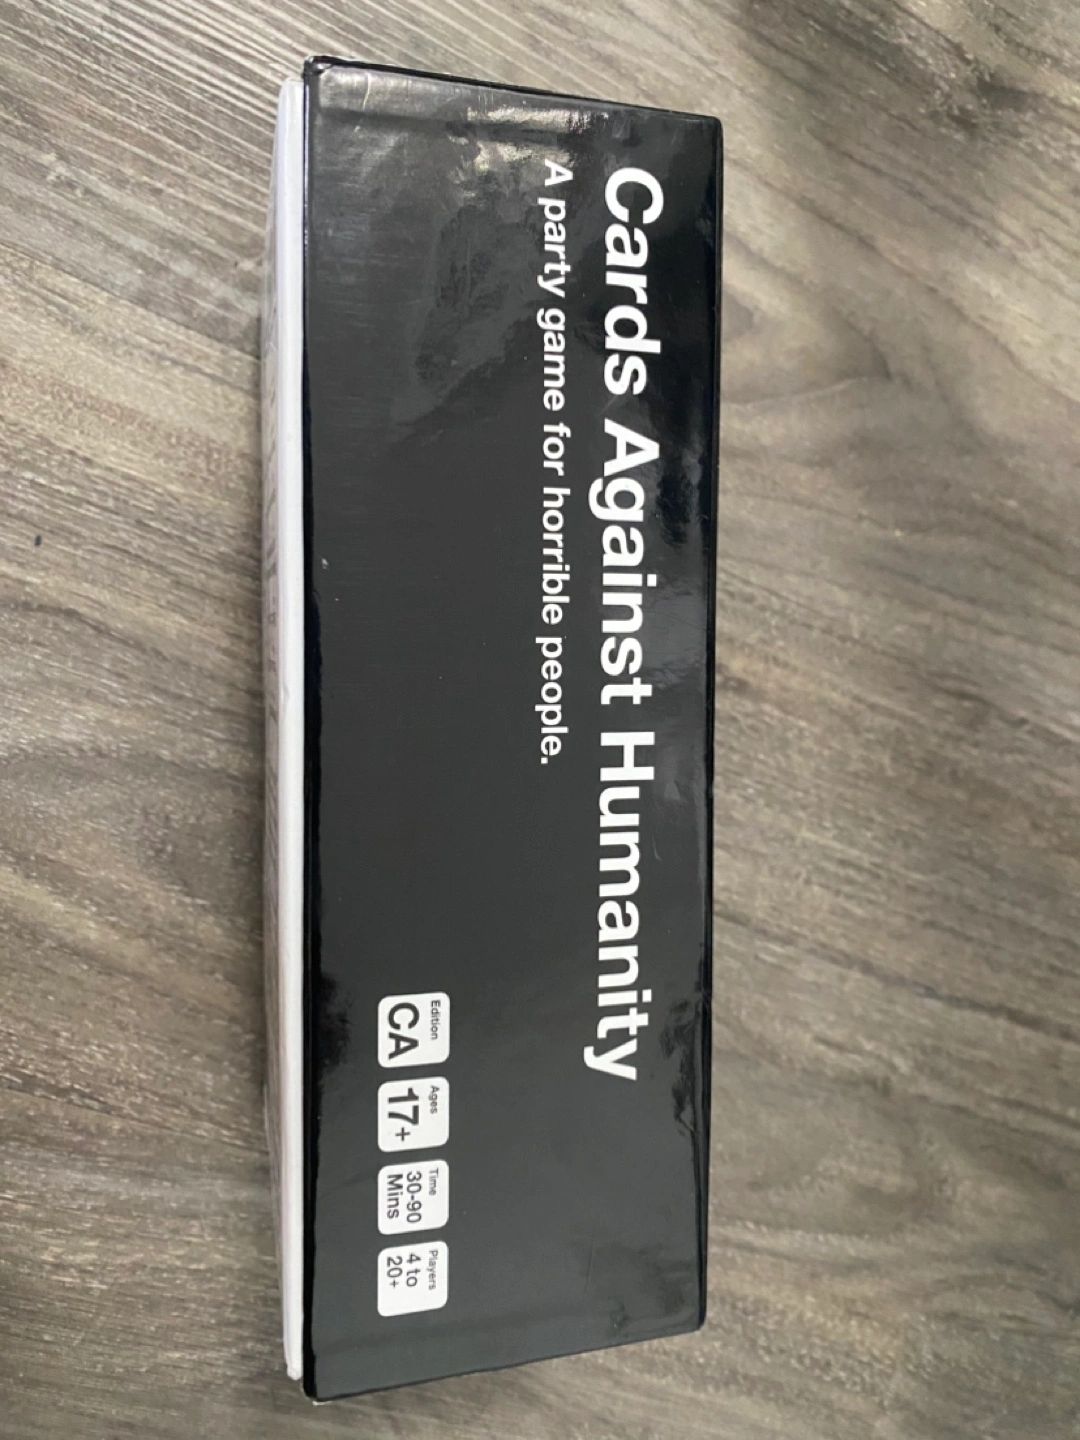 Cards Against Humanity
A party game for horrible people.
Edition
CA
Ages
17+
Time
30-90
Mins
Players
4 to
20+